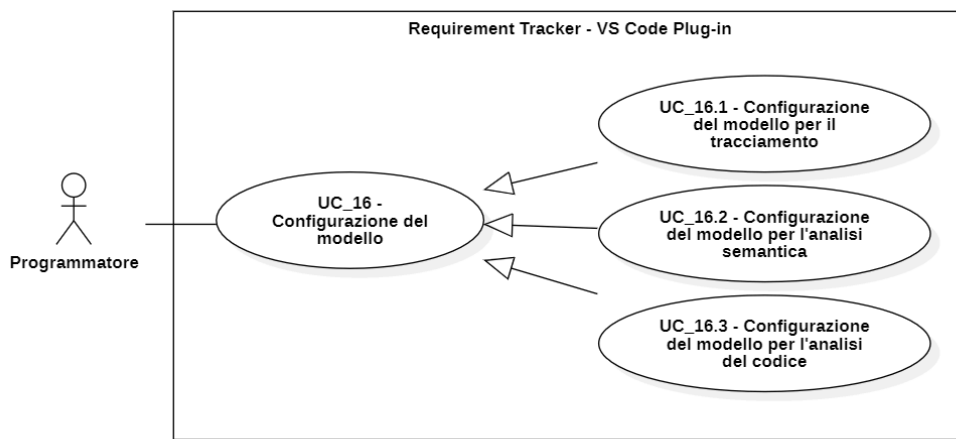 Requirement Tracker - VS Code Plug-in
UC_16.1 - Configurazione
del modello per il
tracciamento
UC_16 -
Configurazione del
modello
Programmatore
UC_16.2 - Configurazione
del modello per l'analisi
semantica
UC_16.3 - Configurazione
del modello per l'analisi
del codice